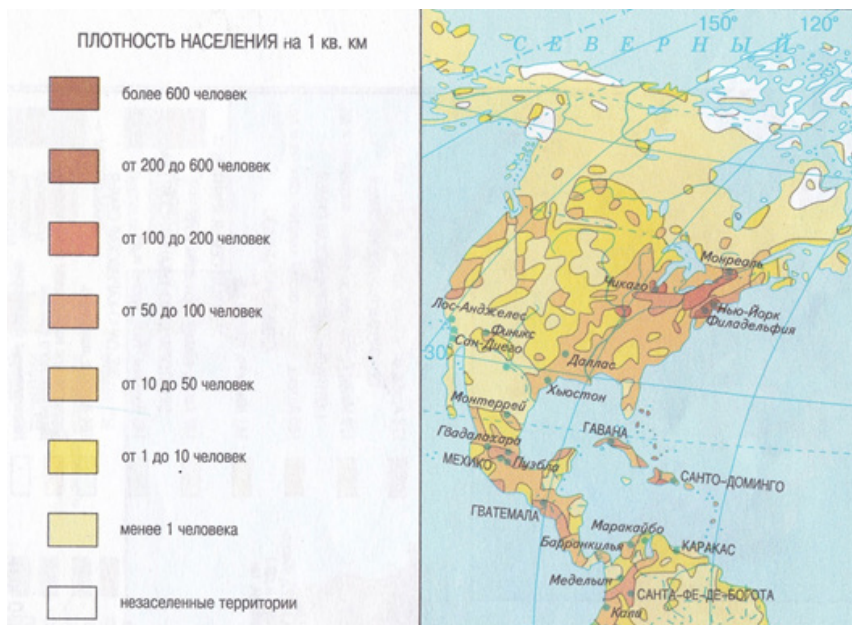 ПЛОТНОСТЬ НАСЕЛЕНИЯ на 1 кв. км
более 600 человек
от 200 до 600 человек
от 100 до 200 человек
от 50 до 100 человек
от 10 до 50 человек
от 1 до 10 человек
менее 1 человека
незаселенные территории
150°
120°
СЕВЕРНЫЙ
Монреаль
Чикаго
Нью-Йорк
Филадельфия
Лос-Анджелес
Финикс
Сан-Диего
30
Даллас
Хьюстон
Монтеррей
Гвадалахара
ГАВАНА
МЕХИКО
Пуэбла
САНТО-ДОМИНГО
ГВАТЕМАЛА
Маракайбо
Барранкилья
КАРАКАС
Медельин
САНТА-ФЕ-ДЕ-БОГОТА
Кали